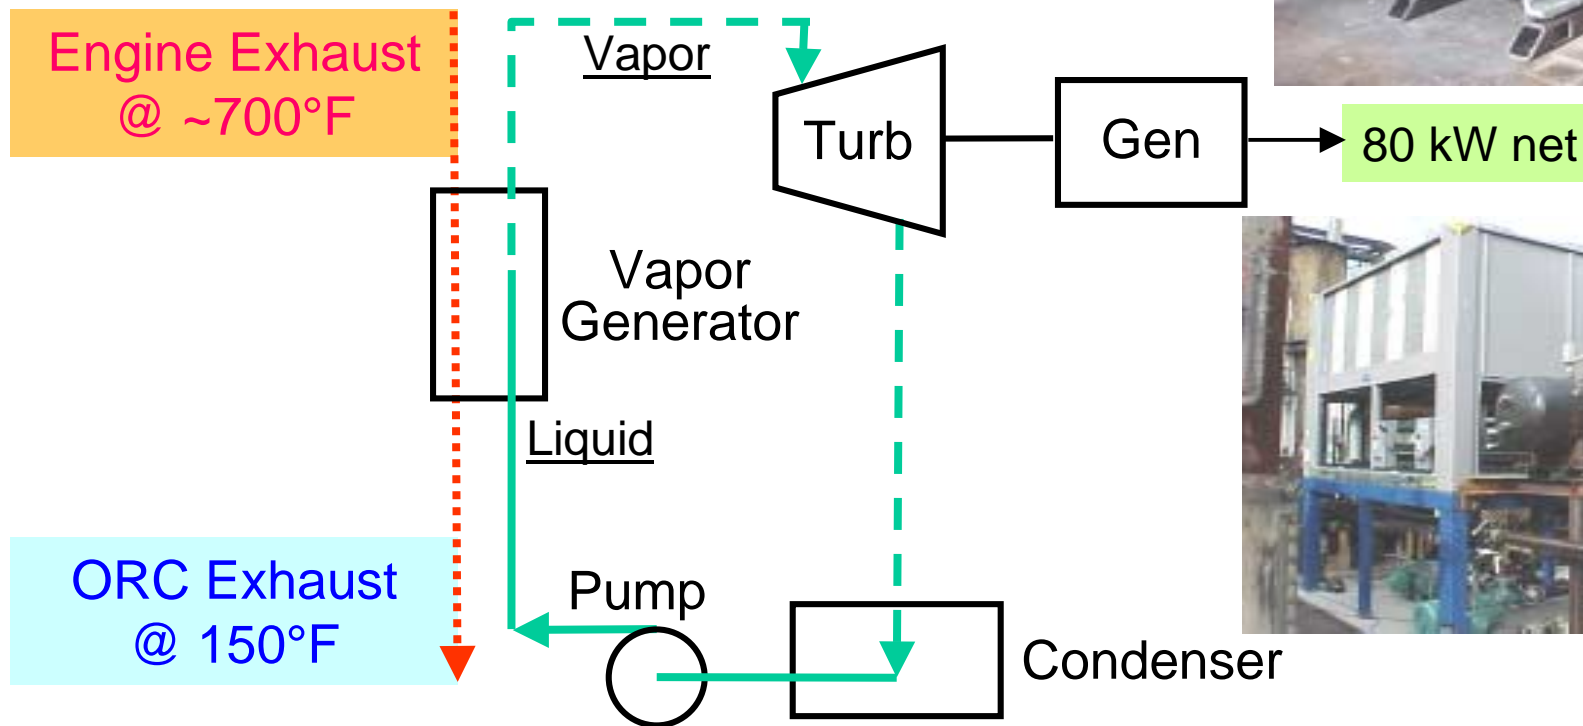 Engine Exhaust
@ ~700°F
Vapor
Turb
Gen
80 kW net
Vapor
Generator
Liquid
ORC Exhaust
@ 150°F
Pump
Condenser